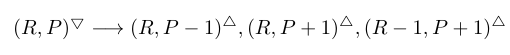 (R, P)▽ ⟶ (R, P − 1)△, (R, P + 1)△, (R − 1, P + 1)△